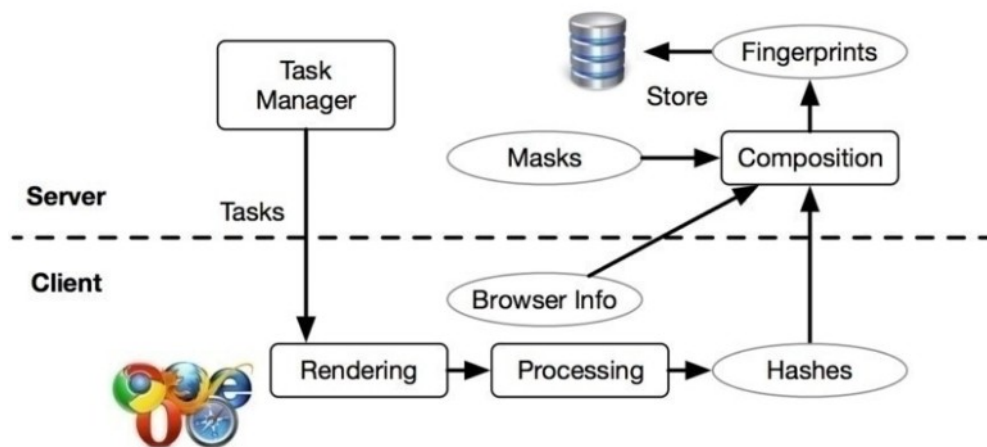 Task
Manager
Fingerprints
Store
Masks
Composition
Server
Tasks
Client
Browser Info
Rendering
Processing
Hashes